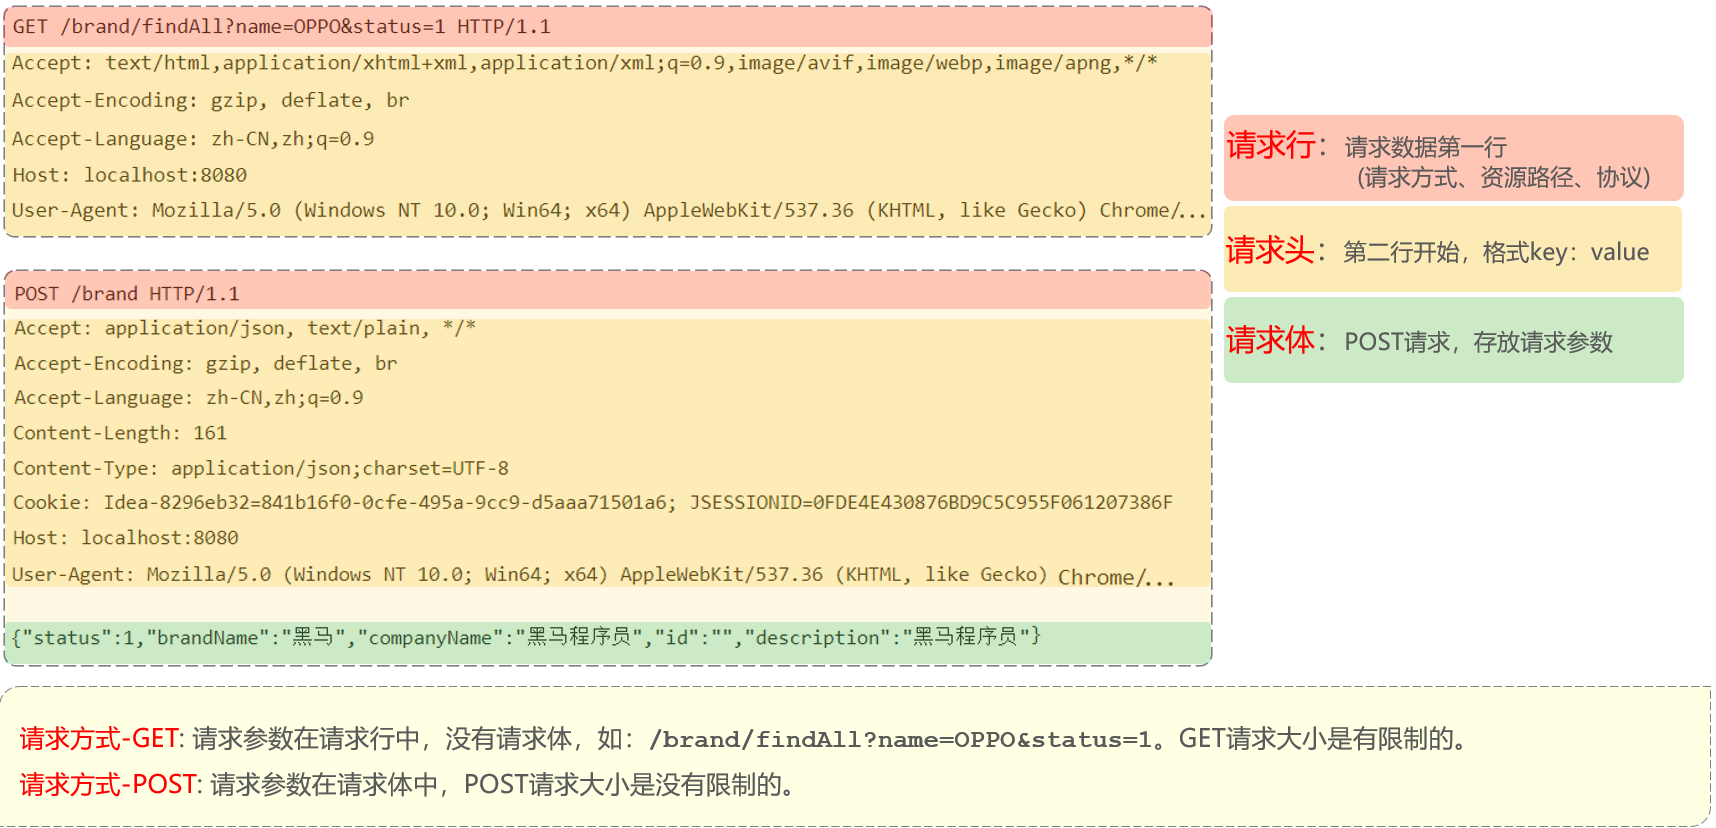 GET /brand/findAll?name=OPPO&status=1 HTTP/1.1
Accept: text/html,application/xhtml+xml,application/xml;q=0.9,image/avif,image/webp,image/apng,*/*
Accept-Encoding: gzip, deflate, br
Accept-Language: zh-CN,zh;q=0.9
Host: localhost:8080
User-Agent: Mozilla/5.0 (Windows NT 10.0; Win64; x64) AppleWebKit/537.36 (KHTML, like Gecko) Chrome/...
请求行：请求数据第一行
(请求方式、资源路径、协议)
请求头：第二行开始，格式key：value
请求体：POST请求，存放请求参数
POST /brand HTTP/1.1
Accept: application/json, text/plain, */*
Accept-Encoding: gzip, deflate, br
Accept-Language: zh-CN,zh;q=0.9
Content-Length: 161
Content-Type: application/json;charset=UTF-8
Cookie: Idea-8296eb32=841b16f0-0cfe-495a-9cc9-d5aaa71501a6; JSESSIONID=0FDE4E430876BD9C5C955F061207386F
Host: localhost:8080
User-Agent: Mozilla/5.0 (Windows NT 10.0; Win64; x64) AppleWebKit/537.36 (KHTML, like Gecko) Chrome/...
{"status":1,"brandName":"黑马","companyName":"黑马程序员","id":"","description":"黑马程序员"}
请求方式-GET: 请求参数在请求行中，没有请求体，如：/brand/findAll?name=OPPO&status=1。GET请求大小是有限制的。
请求方式-POST: 请求参数在请求体中，POST请求大小是没有限制的。